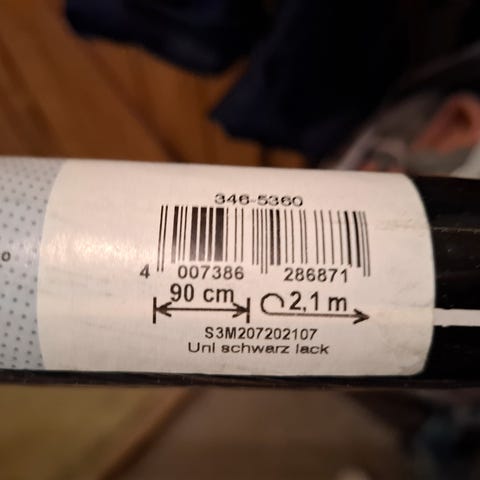 346-5360
4 007386 286871
90 cm 2,1 m
S3M207202107
Uni schwarz lack